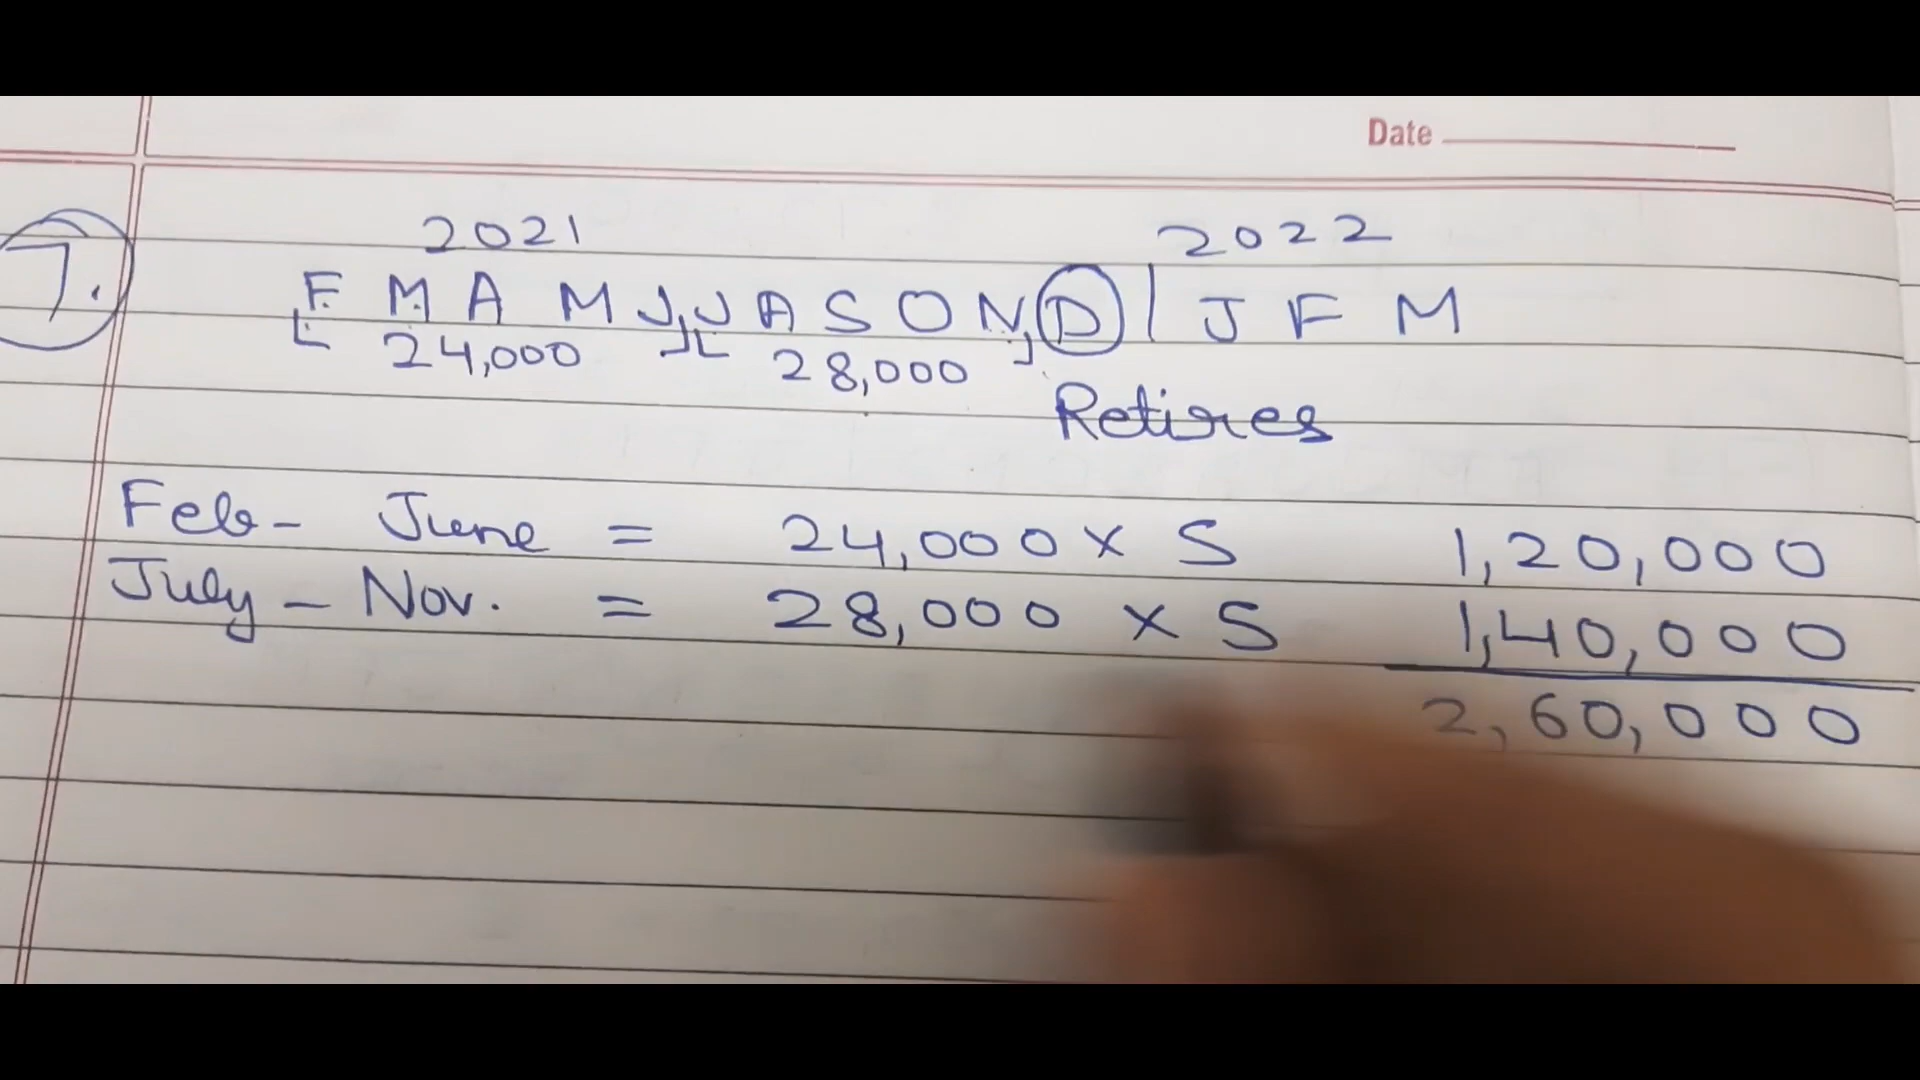 Date
7.
2021 2022
F M A M J J A S O N D | J F M
24,000 28,000
Retires
Feb - June = 24,000 x 5 1,20,000
July - Nov. = 28,000 x 5 1,40,000
2,60,000